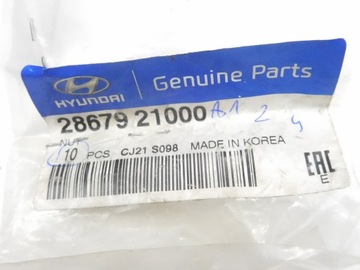 HYUNDAI
Genuine Parts
28679 21000
NUT
10 PCS CJ21 S098 MADE IN KOREA
EAC
E